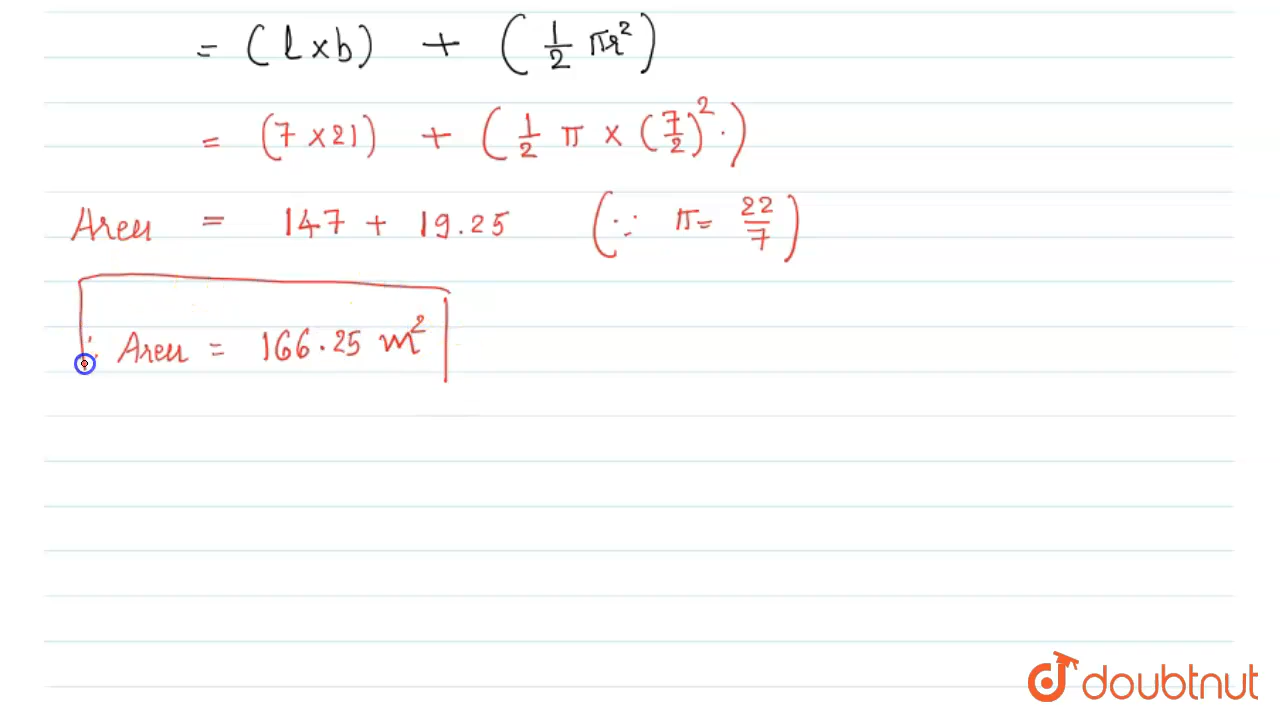 = (l×b) + (1/2 πr²)
= (7×21) + (1/2 π × (7/2)².)
Area = 147 + 19.25 (∵ π= 22/7)
∴ Area = 166.25 m²
doubtnut